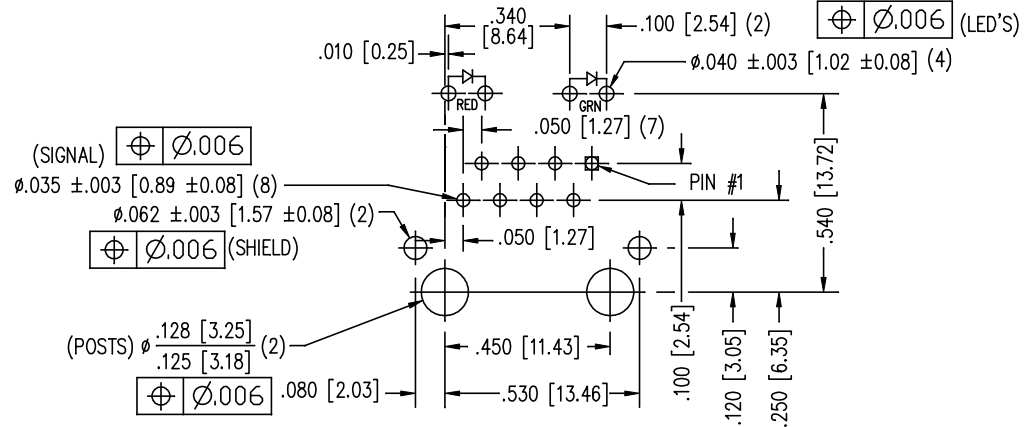 .340
[8.64]
.100 [2.54] (2)
⌖ Ø.006 (LED'S)
.010 [0.25]
ø.040 ±.003 [1.02 ±0.08] (4)
RED
GRN
.050 [1.27] (7)
(SIGNAL) ⌖ Ø.006
ø.035 ±.003 [0.89 ±0.08] (8)
PIN #1
.540 [13.72]
ø.062 ±.003 [1.57 ±0.08] (2)
⌖ Ø.006 (SHIELD)
.050 [1.27]
(POSTS) ø .128 [3.25]
.125 [3.18] (2)
⌖ Ø.006
.450 [11.43]
.080 [2.03]
.530 [13.46]
.100 [2.54]
.120 [3.05]
.250 [6.35]